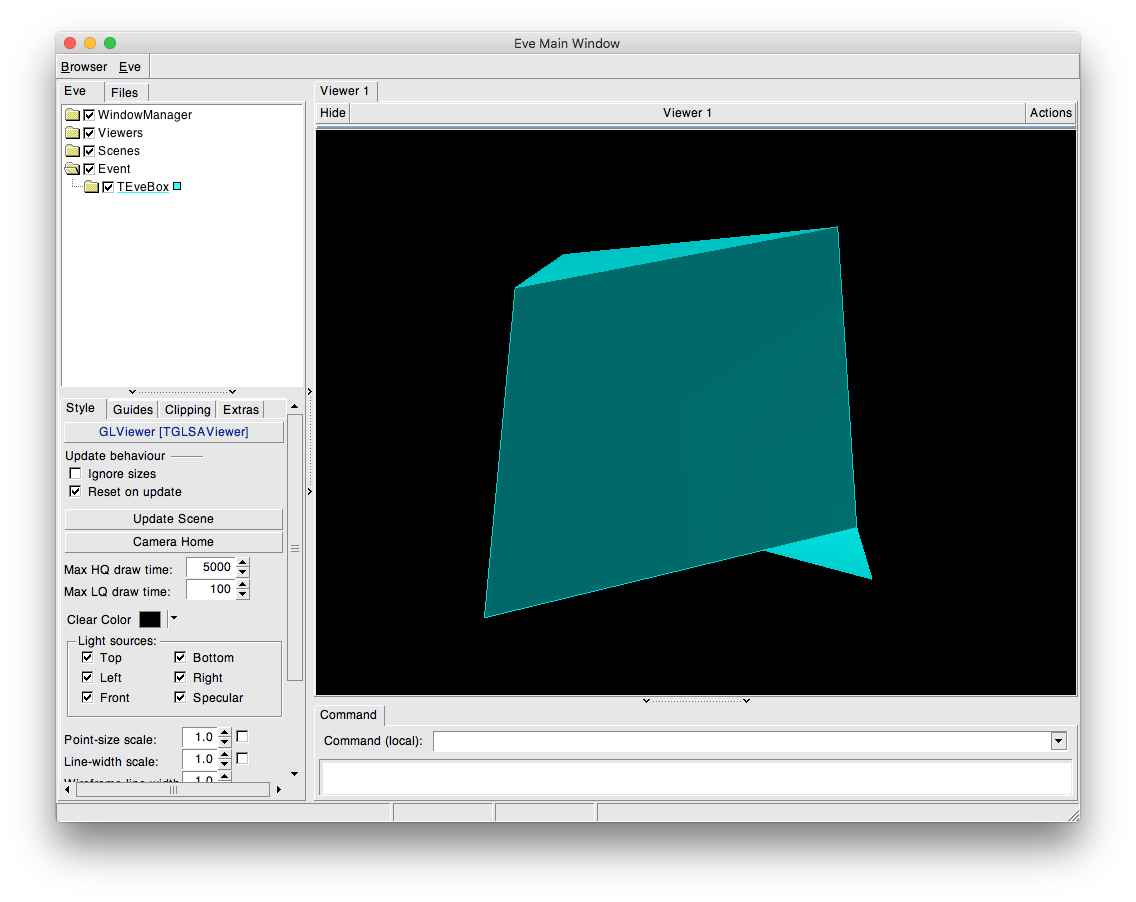 Eve Main Window
Browser Eve
Eve Files
WindowManager
Viewers
Scenes
Event
TEveBox
Style Guides Clipping Extras
GLViewer [TGLSAViewer]
Update behaviour
Ignore sizes
Reset on update
Update Scene
Camera Home
Max HQ draw time: 5000
Max LQ draw time: 100
Clear Color
Light sources:
Top Bottom
Left Right
Front Specular
Point-size scale: 1.0
Line-width scale: 1.0
Wireframe line-width 1.0
Viewer 1
Hide Viewer 1 Actions
Command
Command (local):